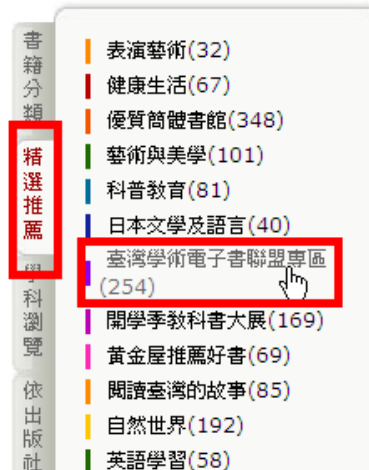 書籍分類
精選推薦
學科瀏覽
依出版社
表演藝術(32)
健康生活(67)
優質簡體書館(348)
藝術與美學(101)
科普教育(81)
日本文學及語言(40)
臺灣學術電子書聯盟專區
(254)
開學季教科書大展(169)
黃金屋推薦好書(69)
閱讀臺灣的故事(85)
自然世界(192)
英語學習(58)